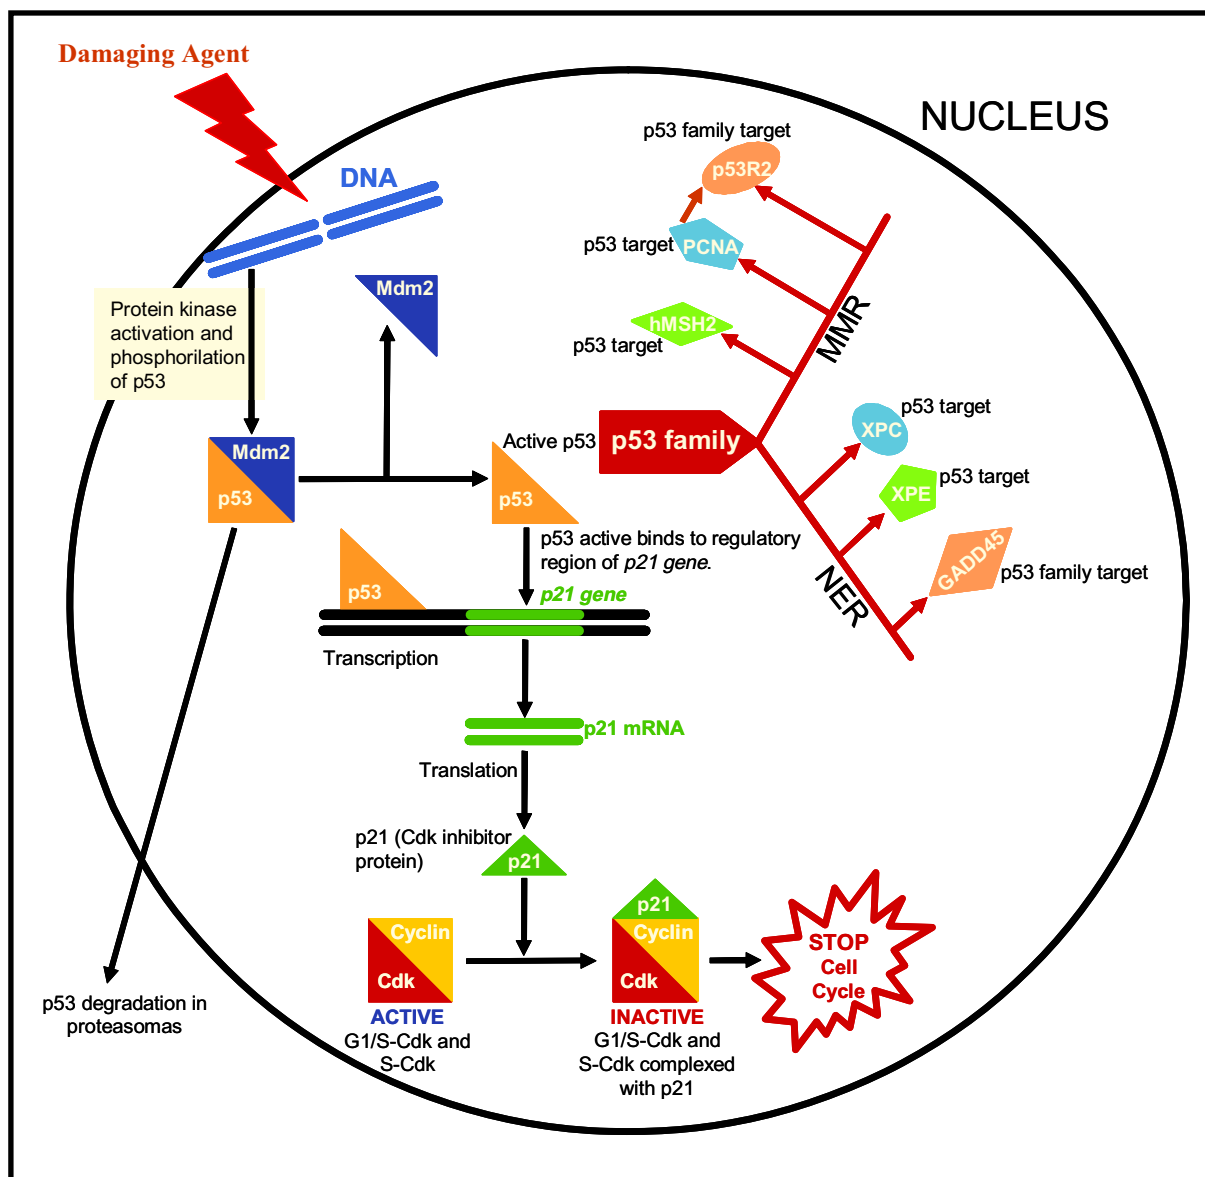 Damaging Agent
NUCLEUS
DNA
p53 family target
p53R2
p53 target
PCNA
hMSH2
p53 target
MMR
Mdm2
Protein kinase
activation and
phosphorilation
of p53
Mdm2
p53
Active p53
p53 family
p53
p53 target
XPC
p53 target
XPE
GADD45
p53 family target
NER
p53 active binds to regulatory
region of p21 gene.
p53
p21 gene
Transcription
p21 mRNA
Translation
p21 (Cdk inhibitor
protein)
p21
p21
Cyclin
Cdk
Cyclin
Cdk
STOP
Cell
Cycle
ACTIVE
G1/S-Cdk and
S-Cdk
INACTIVE
G1/S-Cdk and
S-Cdk complexed
with p21
p53 degradation in
proteasomas